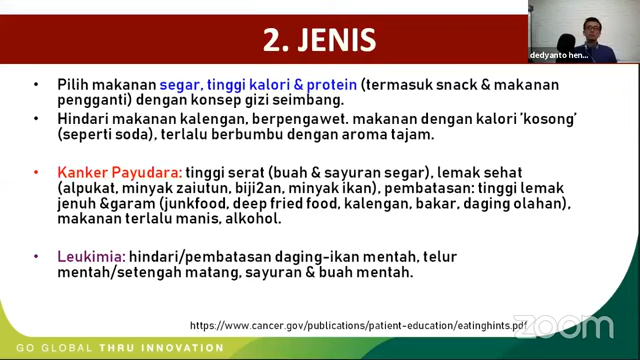 dedyanto hen...
2. JENIS
• Pilih makanan segar, tinggi kalori & protein (termasuk snack & makanan
pengganti) dengan konsep gizi seimbang.
• Hindari makanan kalengan, berpengawet. makanan dengan kalori ‘kosong’
(seperti soda), terlalu berbumbu dengan aroma tajam.
• Kanker Payudara: tinggi serat (buah & sayuran segar), lemak sehat
(alpukat, minyak zaiutun, biji2an, minyak ikan), pembatasan: tinggi lemak
jenuh &garam (junkfood, deep fried food, kalengan, bakar, daging olahan),
makanan terlalu manis, alkohol.
• Leukimia: hindari/pembatasan daging-ikan mentah, telur
mentah/setengah matang, sayuran & buah mentah.
https://www.cancer.gov/publications/patient-education/eatinghints.pdf
zoom
GO GLOBAL THRU INNOVATION